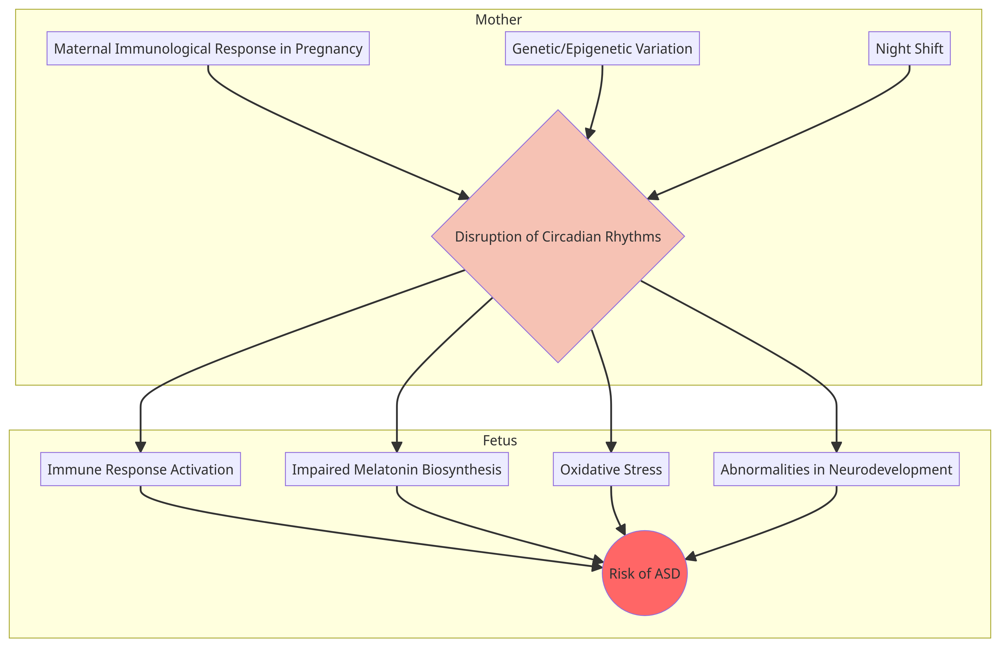 Mother
Maternal Immunological Response in Pregnancy
Genetic/Epigenetic Variation
Night Shift
Disruption of Circadian Rhythms
Fetus
Immune Response Activation
Impaired Melatonin Biosynthesis
Oxidative Stress
Abnormalities in Neurodevelopment
Risk of ASD